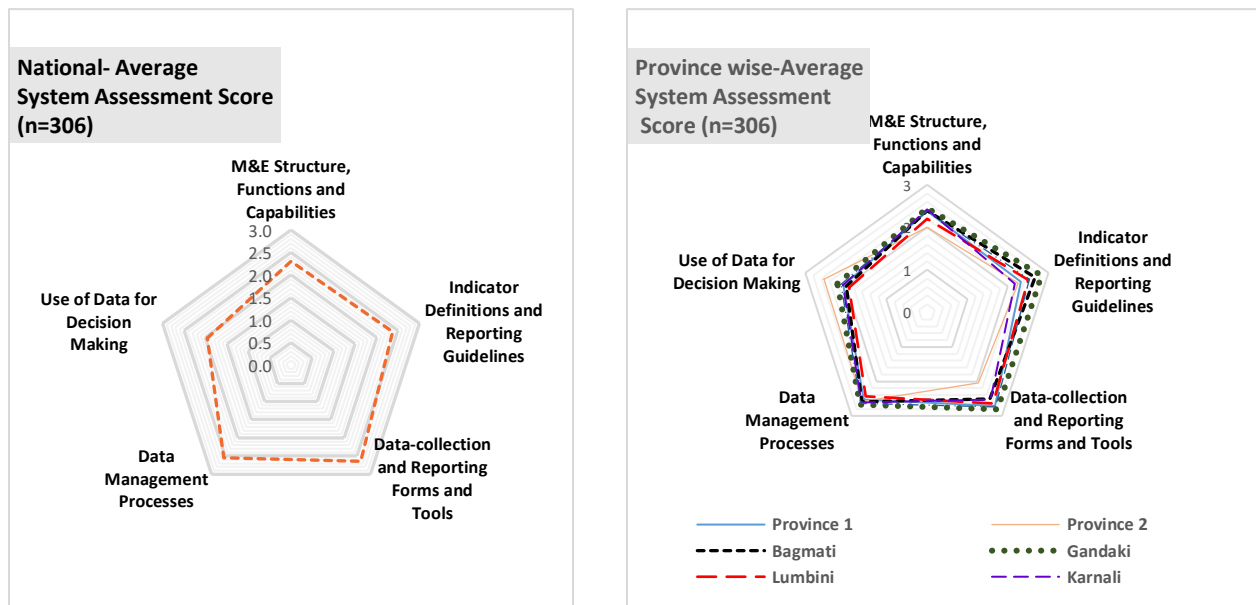 National- Average
System Assessment Score
(n=306)
M&E Structure,
Functions and
Capabilities
3.0
2.5
2.0
1.5
1.0
0.5
0.0
Indicator
Definitions and
Reporting
Guidelines
Data-collection
and Reporting
Forms and
Tools
Data
Management
Processes
Use of Data for
Decision
Making
Province wise-Average
System Assessment
Score (n=306)
M&E Structure,
Functions and
Capabilities
3
2
1
0
Indicator
Definitions and
Reporting
Guidelines
Data-collection
and Reporting
Forms and Tools
Data
Management
Processes
Use of Data for
Decision Making
Province 1
Province 2
Bagmati
Gandaki
Lumbini
Karnali